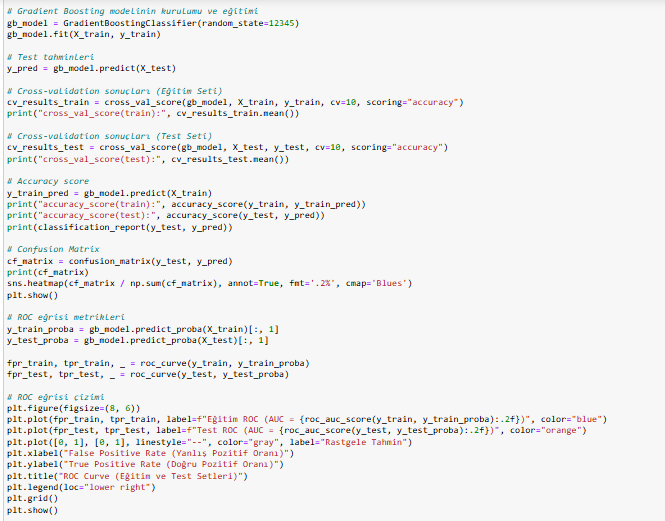 # Gradient Boosting modelinin kurulumu ve eğitimi
gb_model = GradientBoostingClassifier(random_state=12345)
gb_model.fit(X_train, y_train)
# Test tahminleri
y_pred = gb_model.predict(X_test)
# Cross-validation sonuçları (Eğitim Seti)
cv_results_train = cross_val_score(gb_model, X_train, y_train, cv=10, scoring="accuracy")
print("cross_val_score(train):", cv_results_train.mean())
# Cross-validation sonuçları (Test Seti)
cv_results_test = cross_val_score(gb_model, X_test, y_test, cv=10, scoring="accuracy")
print("cross_val_score(test):", cv_results_test.mean())
# Accuracy score
y_train_pred = gb_model.predict(X_train)
print("accuracy_score(train):", accuracy_score(y_train, y_train_pred))
print("accuracy_score(test):", accuracy_score(y_test, y_pred))
print(classification_report(y_test, y_pred))
# Confusion Matrix
cf_matrix = confusion_matrix(y_test, y_pred)
print(cf_matrix)
sns.heatmap(cf_matrix / np.sum(cf_matrix), annot=True, fmt='.2%', cmap='Blues')
plt.show()
# ROC eğrisi metrikleri
y_train_proba = gb_model.predict_proba(X_train)[:, 1]
y_test_proba = gb_model.predict_proba(X_test)[:, 1]
fpr_train, tpr_train, _ = roc_curve(y_train, y_train_proba)
fpr_test, tpr_test, _ = roc_curve(y_test, y_test_proba)
# ROC eğrisi çizimi
plt.figure(figsize=(8, 6))
plt.plot(fpr_train, tpr_train, label=f"Eğitim ROC (AUC = {roc_auc_score(y_train, y_train_proba):.2f})", color="blue")
plt.plot(fpr_test, tpr_test, label=f"Test ROC (AUC = {roc_auc_score(y_test, y_test_proba):.2f})", color="orange")
plt.plot([0, 1], [0, 1], linestyle="--", color="gray", label="Rastgele Tahmin")
plt.xlabel("False Positive Rate (Yanlış Pozitif Oranı)")
plt.ylabel("True Positive Rate (Doğru Pozitif Oranı)")
plt.title("ROC Curve (Eğitim ve Test Setleri)")
plt.legend(loc="lower right")
plt.grid()
plt.show()